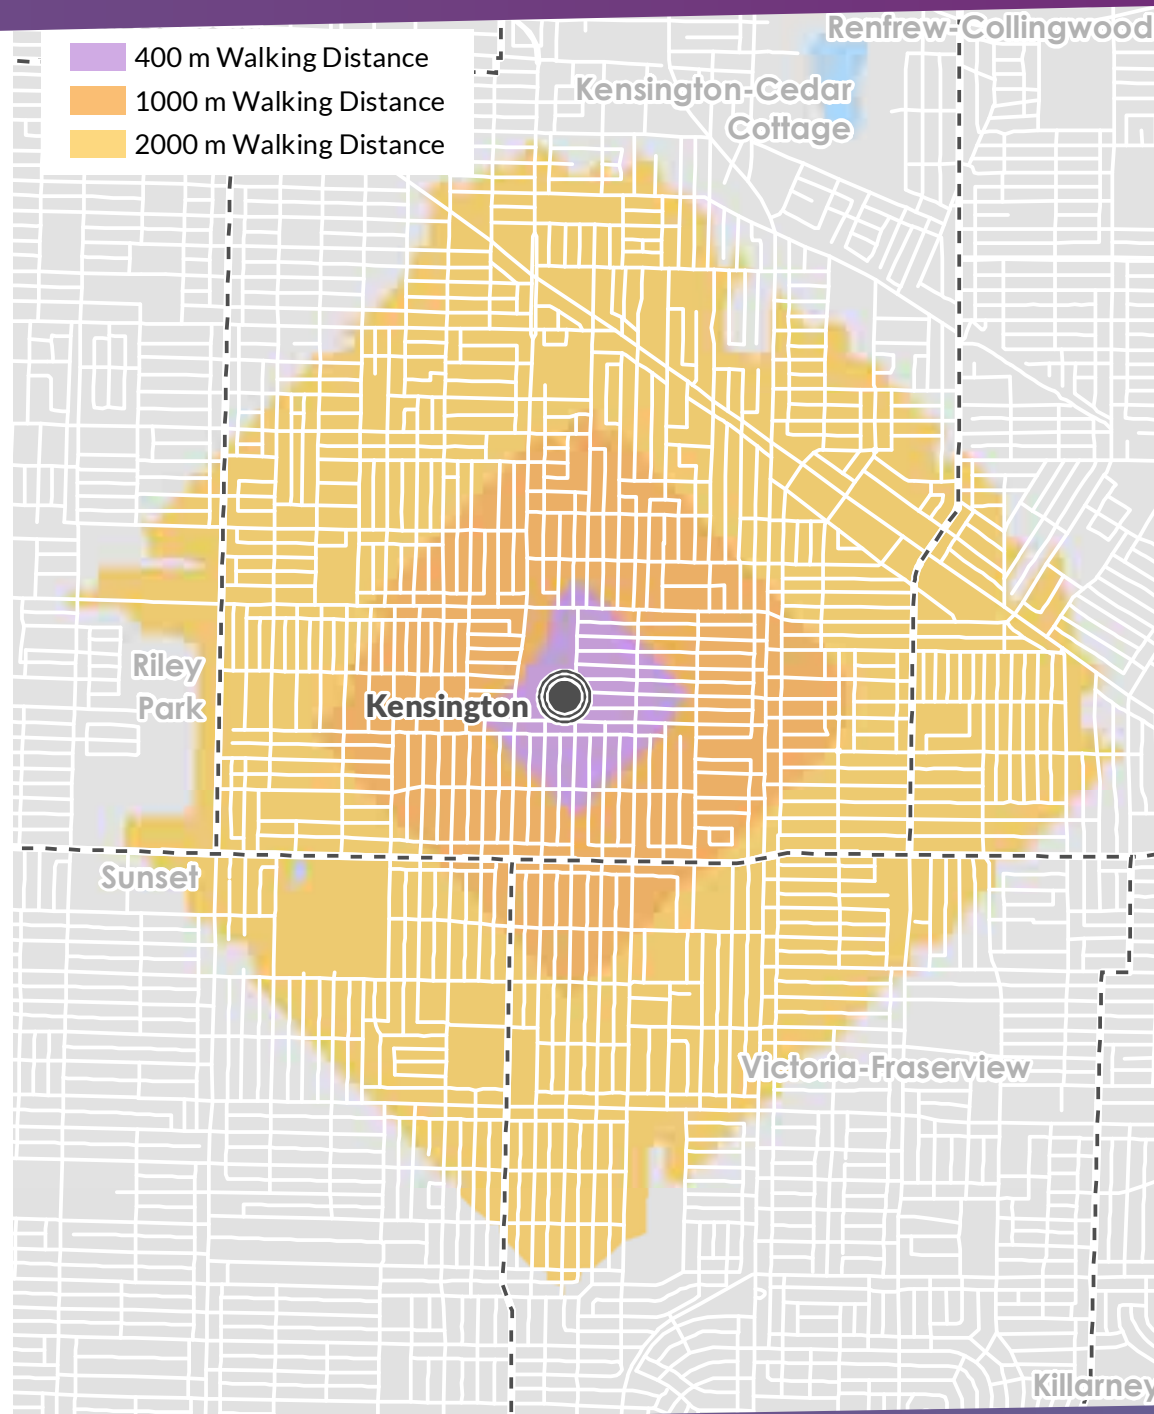 Renfrew-Collingwood
400 m Walking Distance
1000 m Walking Distance
2000 m Walking Distance
Kensington-Cedar
Cottage
Riley
Park
Kensington
Sunset
Victoria-Fraserview
Killarney